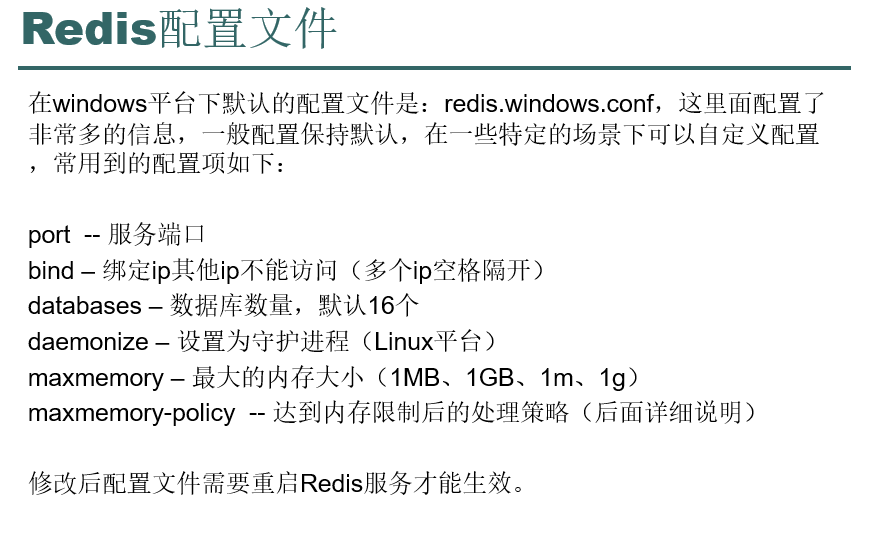 Redis配置文件
在windows平台下默认的配置文件是：redis.windows.conf，这里面配置了
非常多的信息，一般配置保持默认，在一些特定的场景下可以自定义配置
，常用到的配置项如下：
port  -- 服务端口
bind – 绑定ip其他ip不能访问（多个ip空格隔开）
databases – 数据库数量，默认16个
daemonize – 设置为守护进程（Linux平台）
maxmemory – 最大的内存大小（1MB、1GB、1m、1g）
maxmemory-policy  -- 达到内存限制后的处理策略（后面详细说明）
修改后配置文件需要重启Redis服务才能生效。